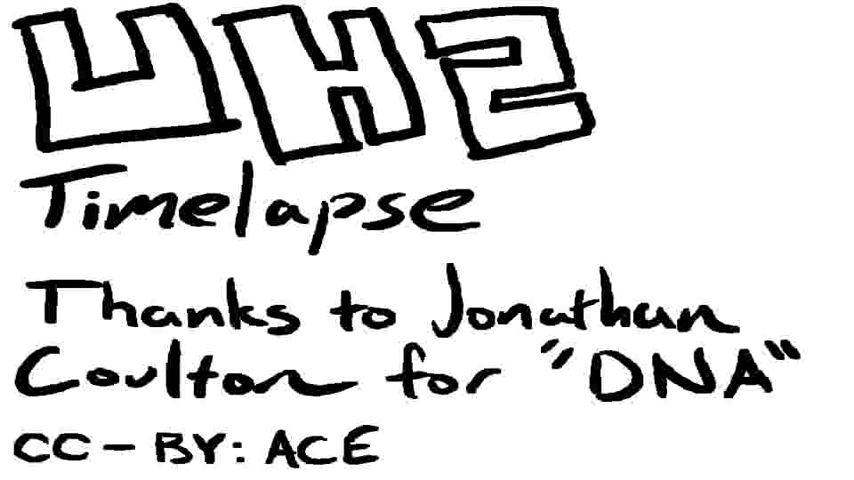 UH2
Timelapse
Thanks to Jonathan
Coulton for "DNA"
CC-BY: ACE